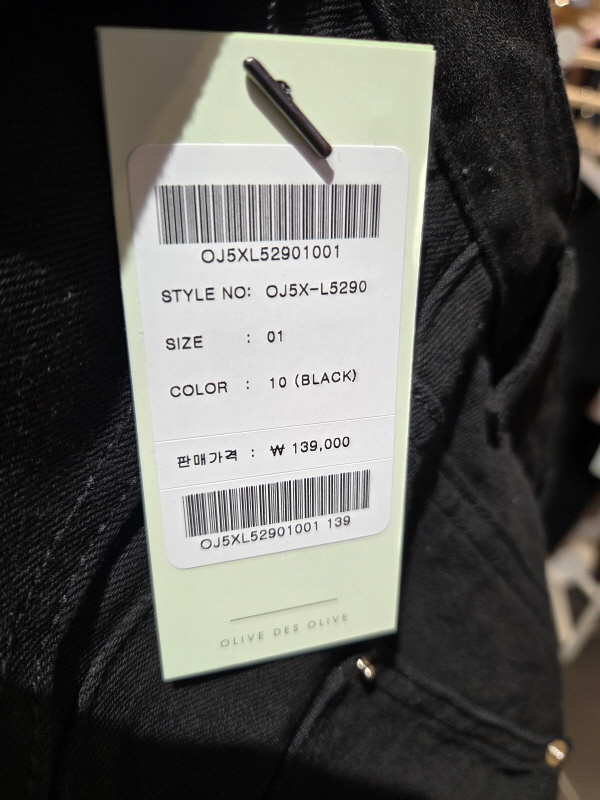 OJ5XL52901001
STYLE NO: OJ5X-L5290
SIZE : 01
COLOR : 10 (BLACK)
판매가격 : ₩ 139,000
OJ5XL52901001 139
OLIVE DES OLIVE